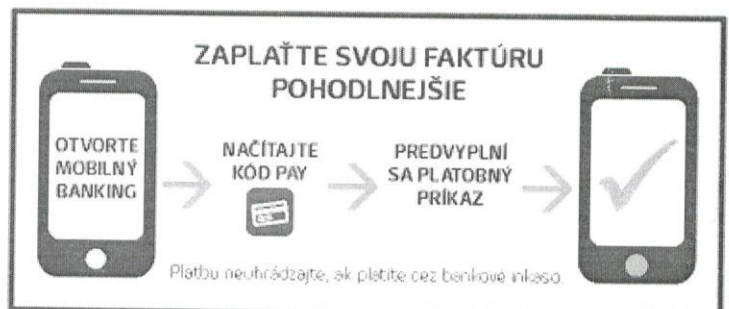 ZAPLAŤTE SVOJU FAKTÚRU
POHODLNEJŠIE
OTVORTE
MOBILNÝ
BANKING
NAČÍTAJTE
KÓD PAY
PREDVYPLNÍ
SA PLATOBNÝ
PRÍKAZ
Platbu neuhrádzajte, ak platíte cez bankové inkaso.